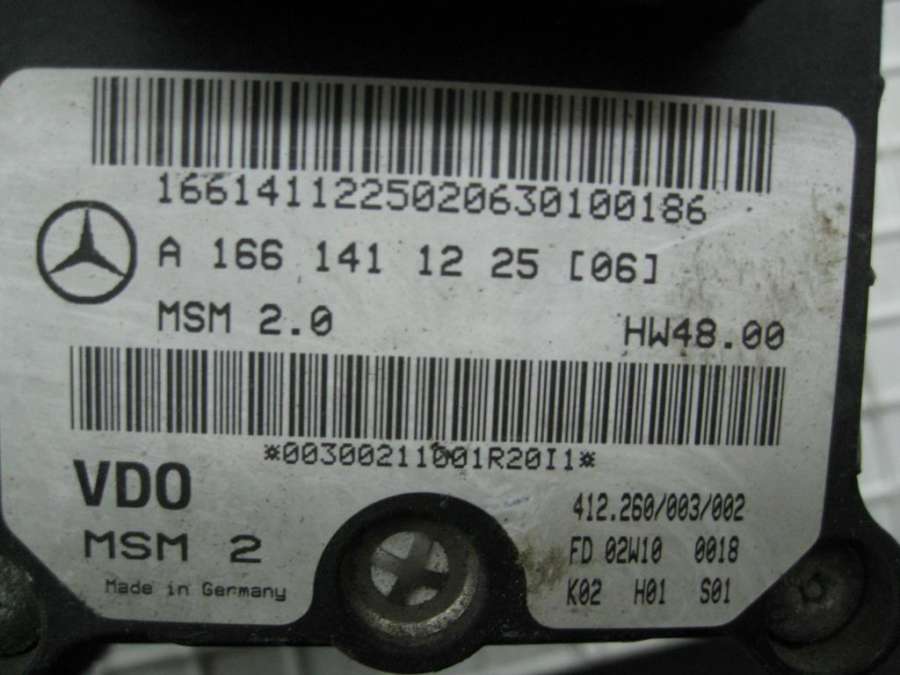 1661411225020630100186
A 166 141 12 25 [06]
MSM 2.0 HW48.00
*00300211001R20I1*
VDO
MSM 2
Made in Germany
412.260/003/002
FD 02W10 0018
K02 H01 S01